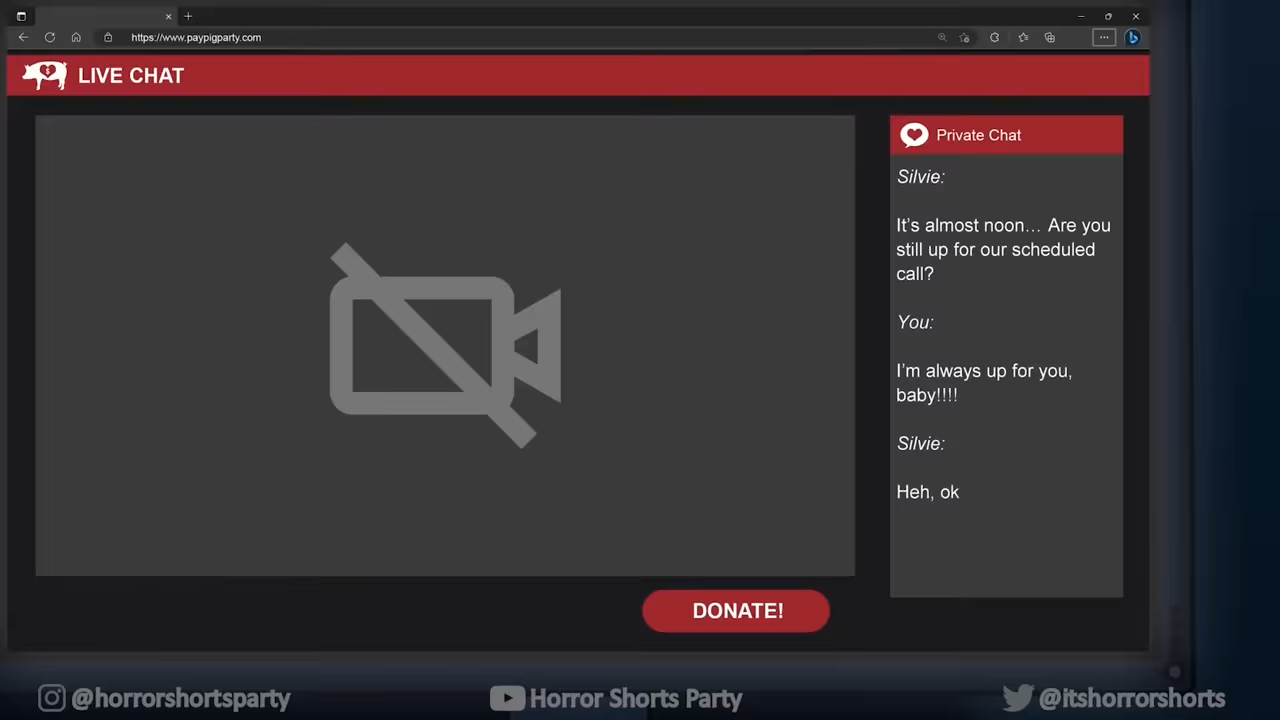 https://www.paypigparty.com
LIVE CHAT
Private Chat
Silvie:
It's almost noon... Are you
still up for our scheduled
call?
You:
I'm always up for you,
baby!!!!
Silvie:
Heh, ok
DONATE!
@horrorshortsparty
Horror Shorts Party
@itshorrorshorts